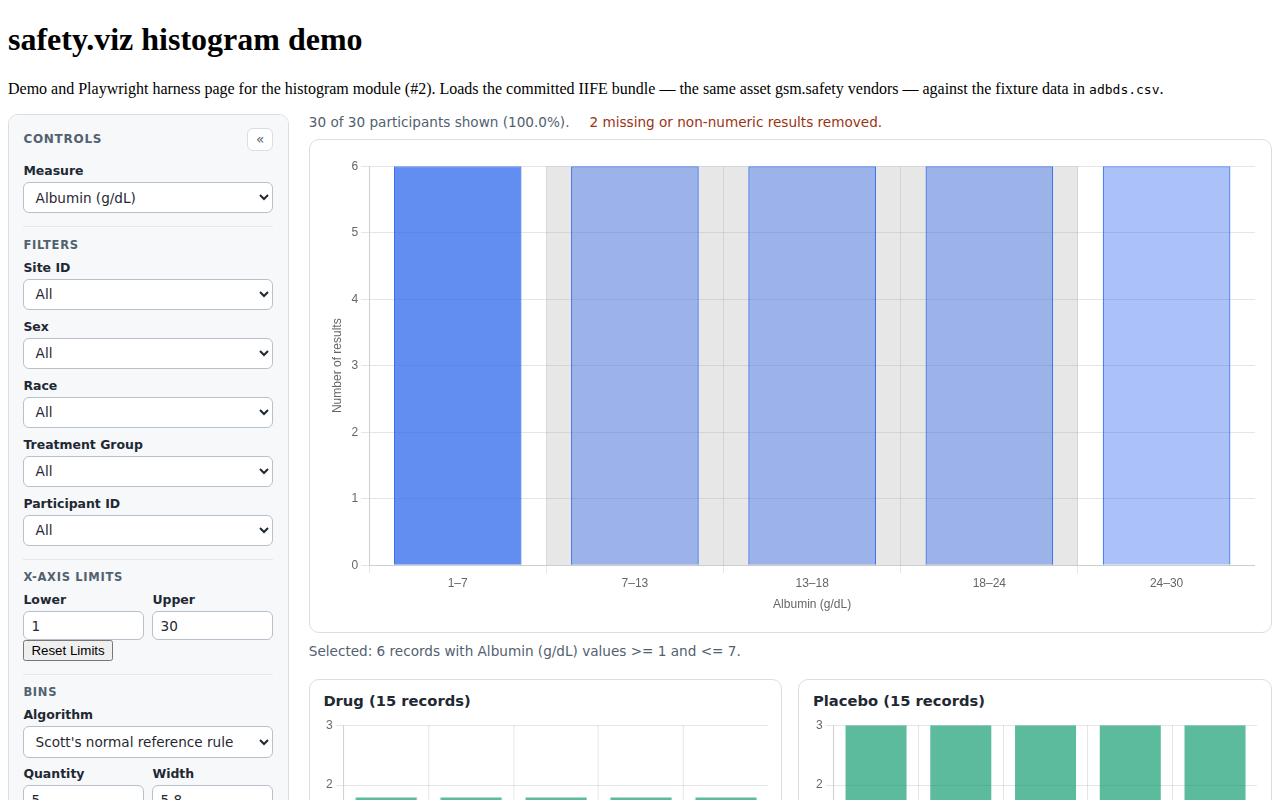 safety.viz histogram demo
Demo and Playwright harness page for the histogram module (#2). Loads the committed IIFE bundle — the same asset gsm.safety vendors — against the fixture data in adbds.csv.
CONTROLS
«
Measure
Albumin (g/dL)
FILTERS
Site ID
All
Sex
All
Race
All
Treatment Group
All
Participant ID
All
X-AXIS LIMITS
Lower
Upper
1
30
Reset Limits
BINS
Algorithm
Scott's normal reference rule
Quantity
Width
5
5.8
30 of 30 participants shown (100.0%).
2 missing or non-numeric results removed.
6
5
4
3
2
1
0
Number of results
1–7
7–13
13–18
18–24
24–30
Albumin (g/dL)
Selected: 6 records with Albumin (g/dL) values >= 1 and <= 7.
Drug (15 records)
3
2
Placebo (15 records)
3
2